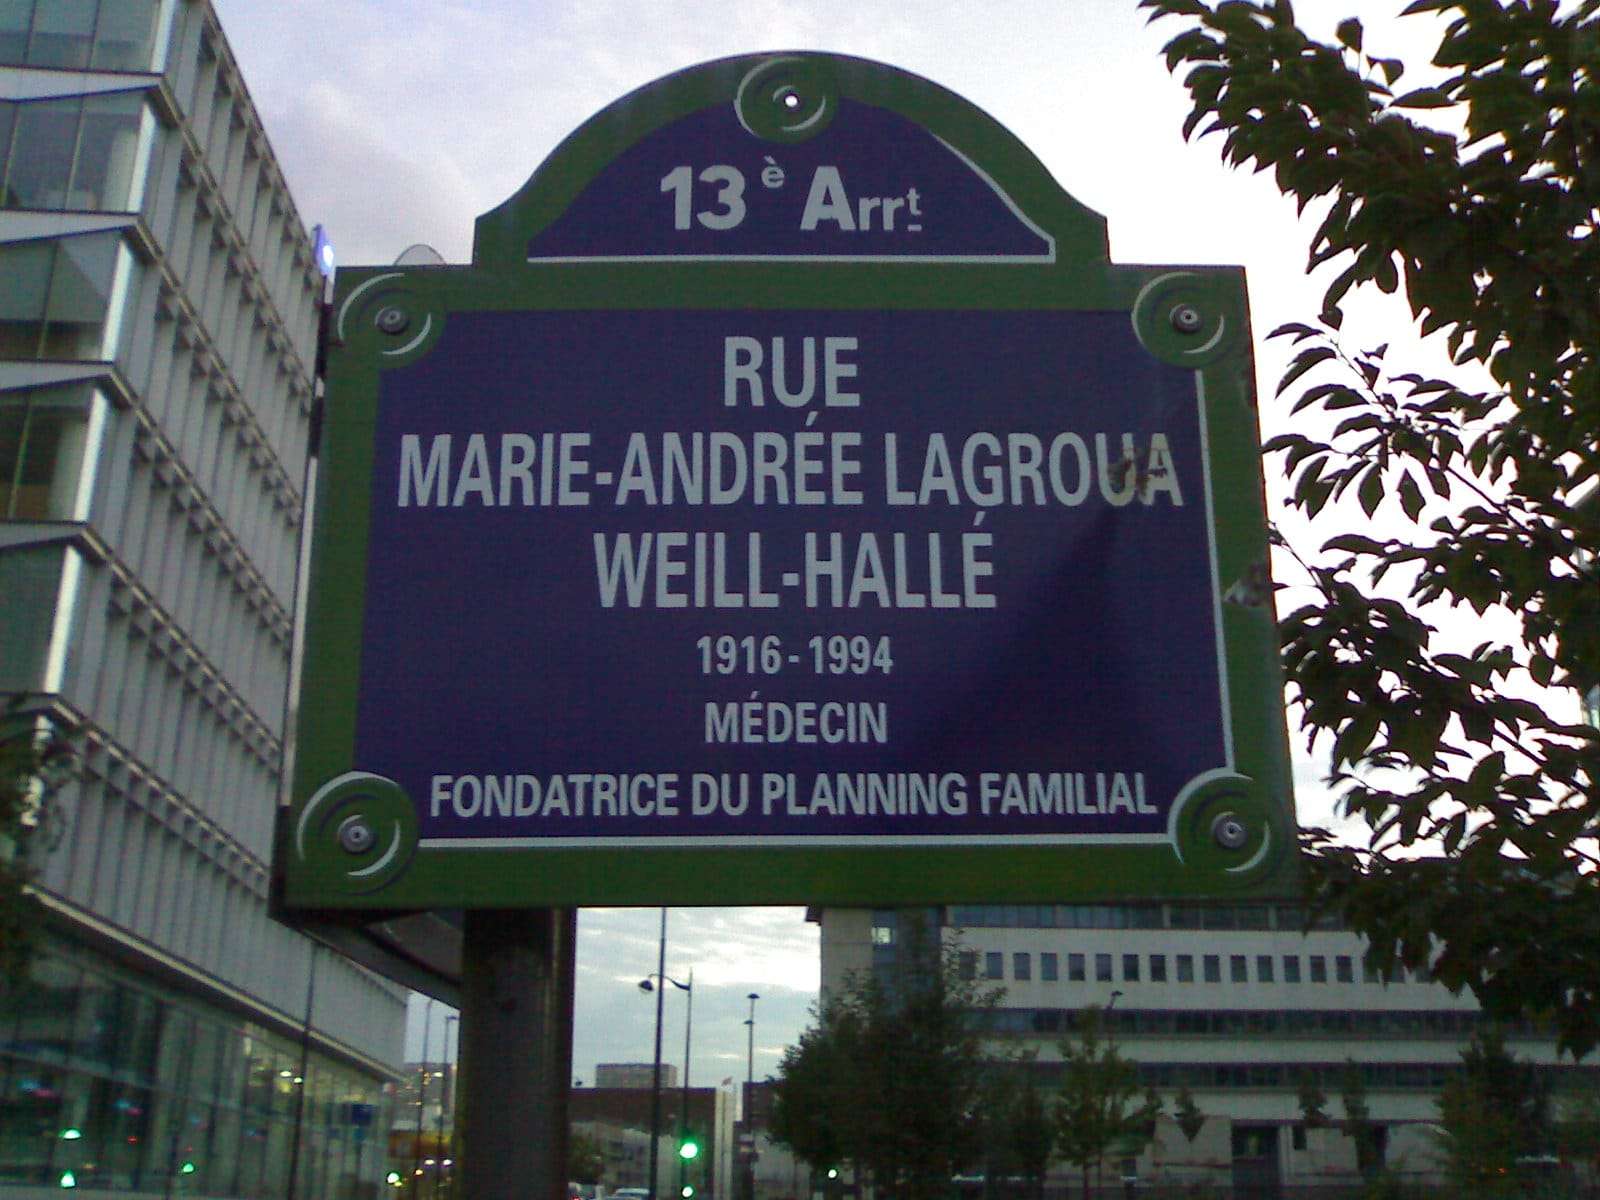 13è Arrt
RUE
MARIE-ANDRÉE LAGROUA
WEILL-HALLÉ
1916 - 1994
MÉDECIN
FONDATRICE DU PLANNING FAMILIAL